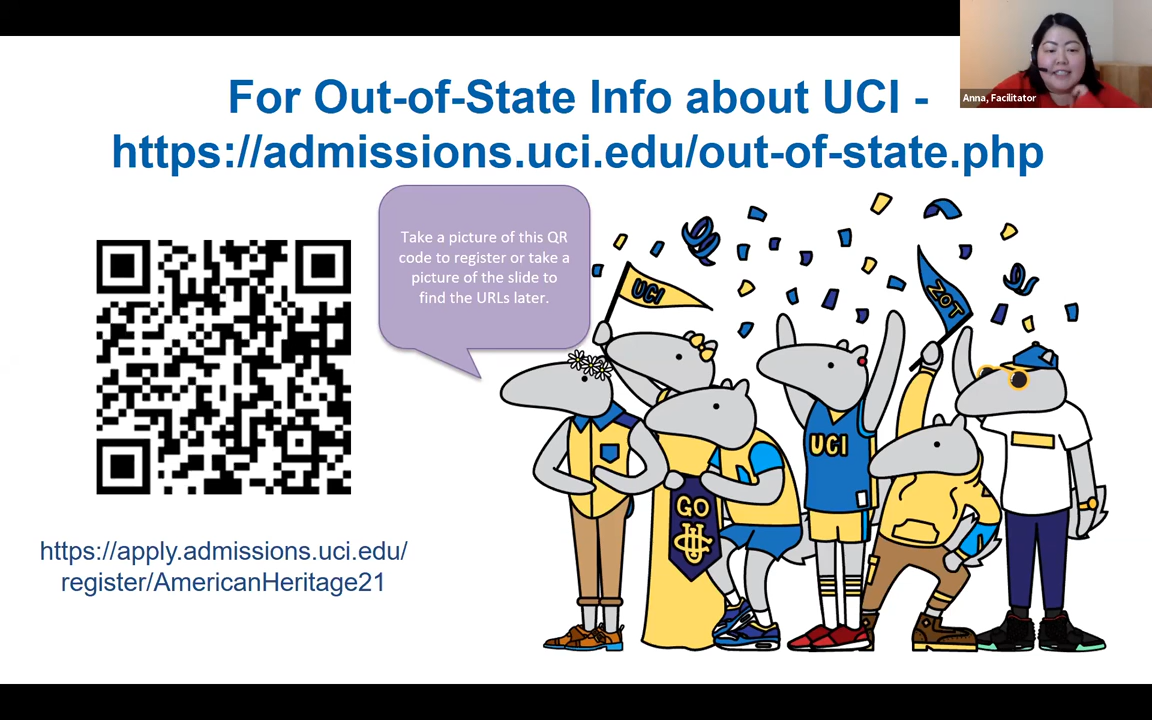 For Out-of-State Info about UCI -
https://admissions.uci.edu/out-of-state.php
Anna, Facilitator
Take a picture of this QR
code to register or take a
picture of the slide to
find the URLs later.
UCI
ZOT
UCI
GO
UC
https://apply.admissions.uci.edu/
register/AmericanHeritage21